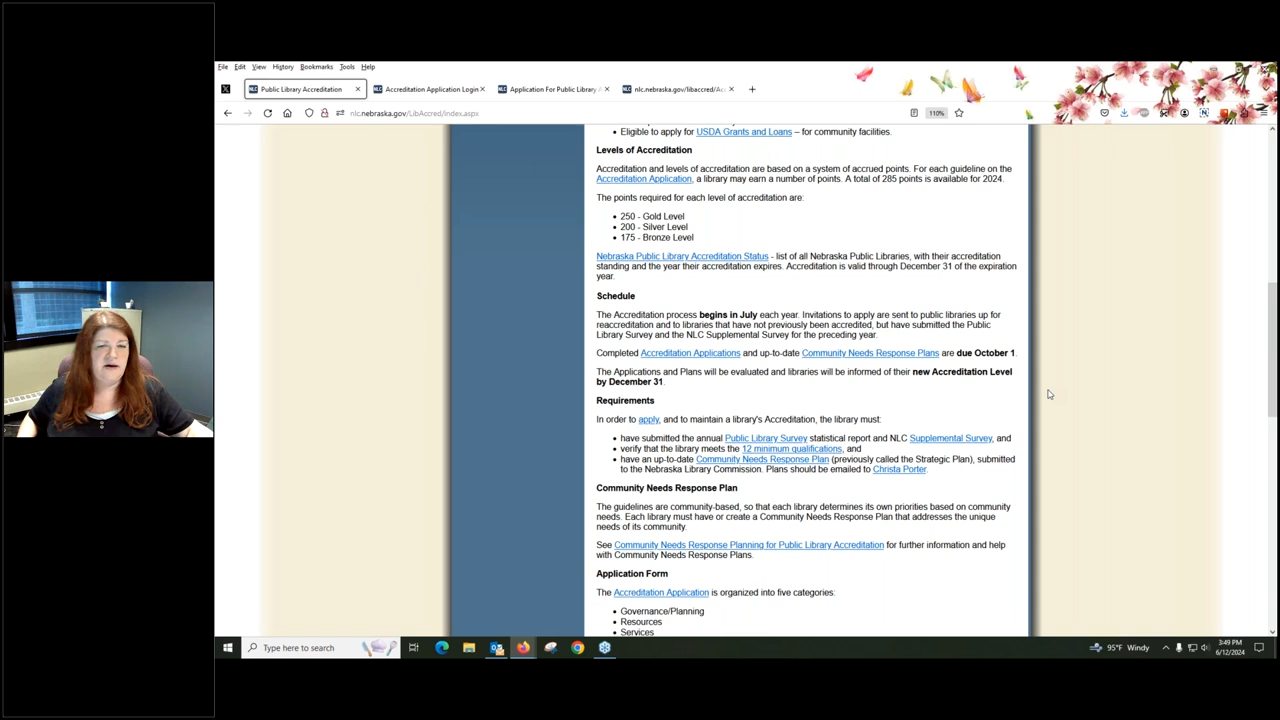 File Edit View History Bookmarks Tools Help
Public Library Accreditation
Accreditation Application Login
Application For Public Library A
nlc.nebraska.gov/libaccred/Ac
nlc.nebraska.gov/LibAccred/index.aspx
110%
• Eligible to apply for USDA Grants and Loans – for community facilities.
Levels of Accreditation
Accreditation and levels of accreditation are based on a system of accrued points. For each guideline on the
Accreditation Application, a library may earn a number of points. A total of 285 points is available for 2024.
The points required for each level of accreditation are:
• 250 - Gold Level
• 200 - Silver Level
• 175 - Bronze Level
Nebraska Public Library Accreditation Status - list of all Nebraska Public Libraries, with their accreditation
standing and the year their accreditation expires. Accreditation is valid through December 31 of the expiration
year.
Schedule
The Accreditation process begins in July each year. Invitations to apply are sent to public libraries up for
reaccreditation and to libraries that have not previously been accredited, but have submitted the Public
Library Survey and the NLC Supplemental Survey for the preceding year.
Completed Accreditation Applications and up-to-date Community Needs Response Plans are due October 1.
The Applications and Plans will be evaluated and libraries will be informed of their new Accreditation Level
by December 31.
Requirements
In order to apply, and to maintain a library's Accreditation, the library must:
• have submitted the annual Public Library Survey statistical report and NLC Supplemental Survey, and
• verify that the library meets the 12 minimum qualifications, and
• have an up-to-date Community Needs Response Plan (previously called the Strategic Plan), submitted
to the Nebraska Library Commission. Plans should be emailed to Christa Porter.
Community Needs Response Plan
The guidelines are community-based, so that each library determines its own priorities based on community
needs. Each library must have or create a Community Needs Response Plan that addresses the unique
needs of its community.
See Community Needs Response Planning for Public Library Accreditation for further information and help
with Community Needs Response Plans.
Application Form
The Accreditation Application is organized into five categories:
• Governance/Planning
• Resources
• Services
Type here to search
95°F Windy
3:49 PM
6/12/2024